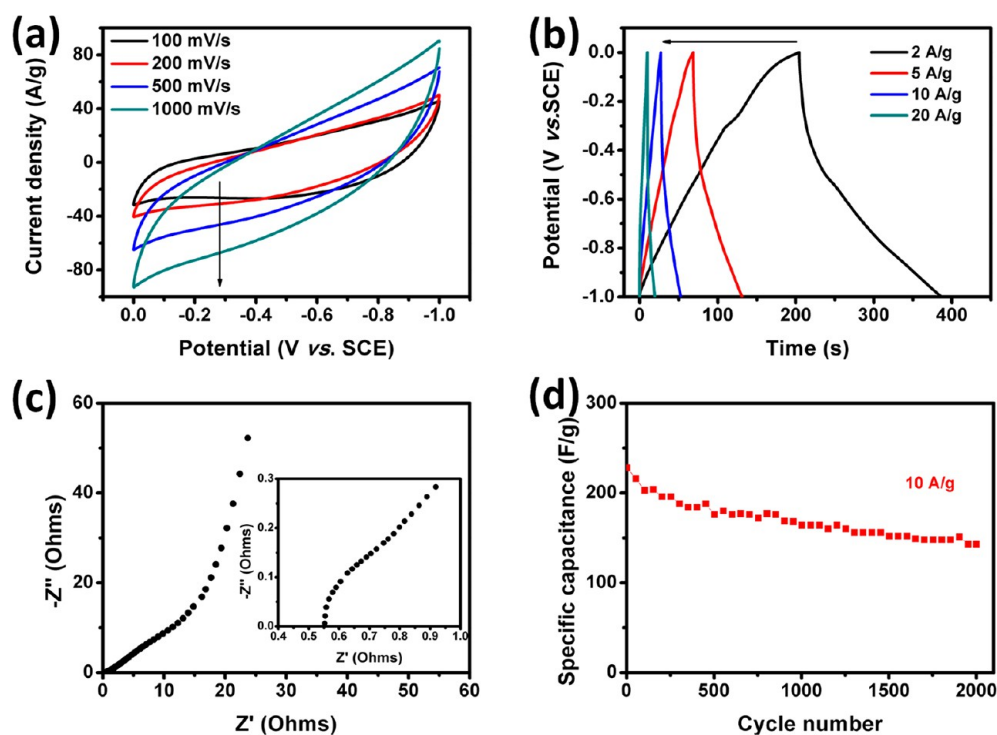 (a)
100 mV/s
200 mV/s
500 mV/s
1000 mV/s
Current density (A/g)
80
40
0
-40
-80
0.0 -0.2 -0.4 -0.6 -0.8 -1.0
Potential (V vs. SCE)
(b)
2 A/g
5 A/g
10 A/g
20 A/g
Potential (V vs.SCE)
0.0
-0.2
-0.4
-0.6
-0.8
-1.0
0 100 200 300 400
Time (s)
(c)
-Z" (Ohms)
60
50
40
30
20
10
0
0 10 20 30 40 50 60
Z' (Ohms)
-Z'' (Ohms)
0.3
0.2
0.1
0.0
0.4 0.5 0.6 0.7 0.8 0.9 1.0
Z' (Ohms)
(d)
10 A/g
Specific capacitance (F/g)
300
200
100
0
0 500 1000 1500 2000
Cycle number